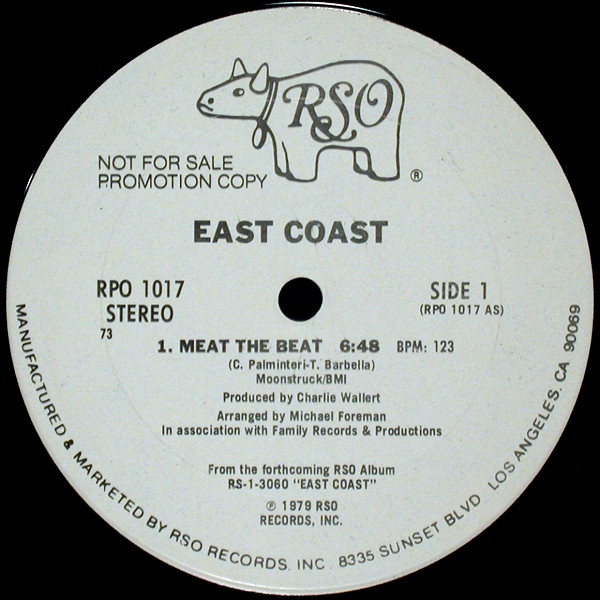 RSO
®
NOT FOR SALE
PROMOTION COPY
EAST COAST
RPO 1017
STEREO
73
SIDE 1
(RPO 1017 AS)
1. MEAT THE BEAT 6:48 BPM: 123
(C. Palminteri-T. Barbella)
Moonstruck/BMI
Produced by Charlie Wallert
Arranged by Michael Foreman
In association with Family Records & Productions
From the forthcoming RSO Album
RS-1-3060 "EAST COAST"
℗ 1979 RSO
RECORDS, INC.
MANUFACTURED & MARKETED BY RSO RECORDS, INC. 8335 SUNSET BLVD LOS ANGELES, CA 90069